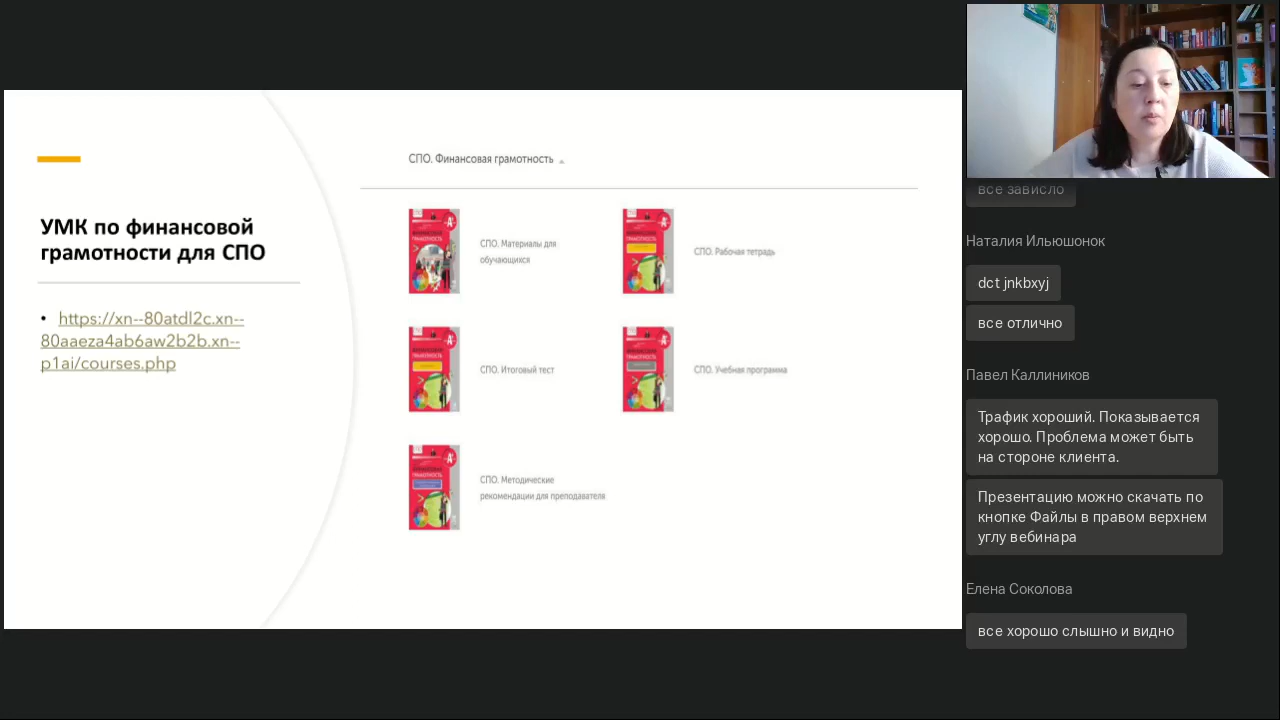 УМК по финансовой
грамотности для СПО
• https://xn--80atdl2c.xn--
80aaeza4ab6aw2b2b.xn--
p1ai/courses.php
СПО. Финансовая грамотность
СПО. Материалы для
обучающихся
СПО. Рабочая тетрадь
СПО. Итоговый тест
СПО. Учебная программа
СПО. Методические
рекомендации для преподавателя
все зависло
Наталия Ильюшонок
dct jnkbxyj
все отлично
Павел Каллиников
Трафик хороший. Показывается
хорошо. Проблема может быть
на стороне клиента.
Презентацию можно скачать по
кнопке Файлы в правом верхнем
углу вебинара
Елена Соколова
все хорошо слышно и видно